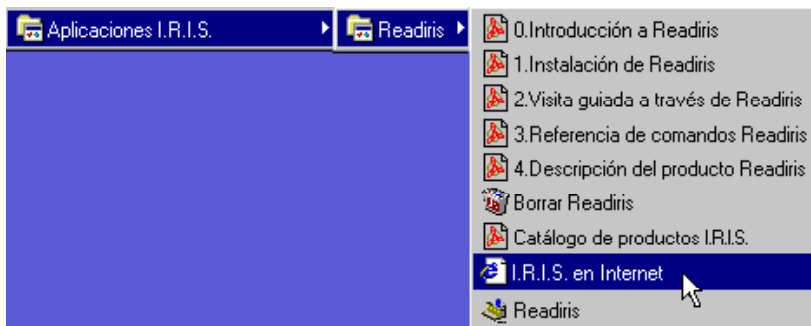 Aplicaciones I.R.I.S.
Readiris
0.Introducción a Readiris
1.Instalación de Readiris
2.Visita guiada a través de Readiris
3.Referencia de comandos Readiris
4.Descripción del producto Readiris
Borrar Readiris
Catálogo de productos I.R.I.S.
I.R.I.S. en Internet
Readiris